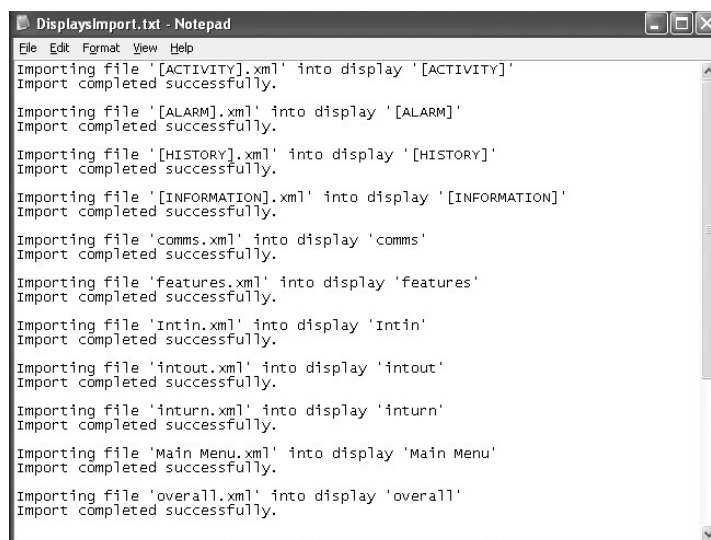 DisplaysImport.txt - Notepad
File Edit Format View Help
Importing file '[ACTIVITY].xml' into display '[ACTIVITY]'
Import completed successfully.
Importing file '[ALARM].xml' into display '[ALARM]'
Import completed successfully.
Importing file '[HISTORY].xml' into display '[HISTORY]'
Import completed successfully.
Importing file '[INFORMATION].xml' into display '[INFORMATION]'
Import completed successfully.
Importing file 'comms.xml' into display 'comms'
Import completed successfully.
Importing file 'features.xml' into display 'features'
Import completed successfully.
Importing file 'Intin.xml' into display 'Intin'
Import completed successfully.
Importing file 'intout.xml' into display 'intout'
Import completed successfully.
Importing file 'inturn.xml' into display 'inturn'
Import completed successfully.
Importing file 'Main Menu.xml' into display 'Main Menu'
Import completed successfully.
Importing file 'overall.xml' into display 'overall'
Import completed successfully.